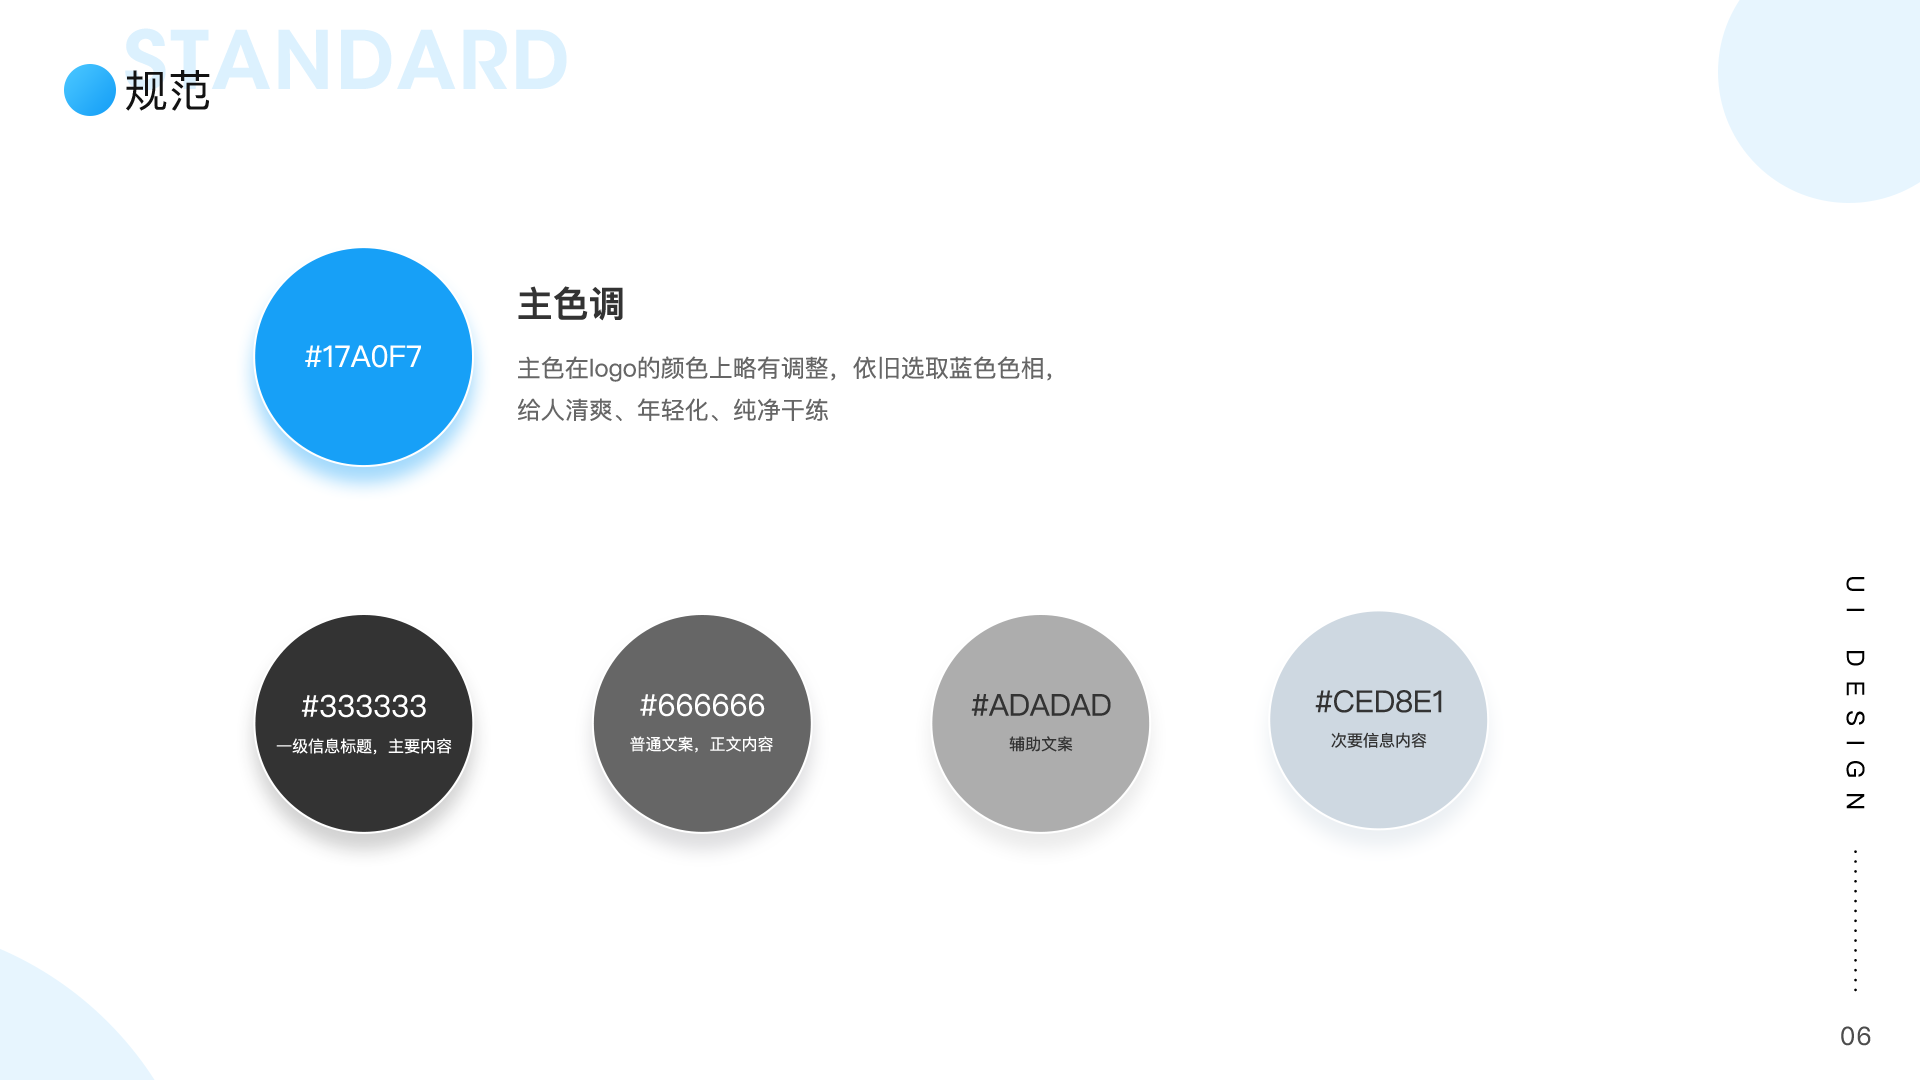 STANDARD
规范
#17A0F7
主色调
主色在logo的颜色上略有调整，依旧选取蓝色色相，
给人清爽、年轻化、纯净干练
#333333
一级信息标题，主要内容
#666666
普通文案，正文内容
#ADADAD
辅助文案
#CED8E1
次要信息内容
UI DESIGN
06